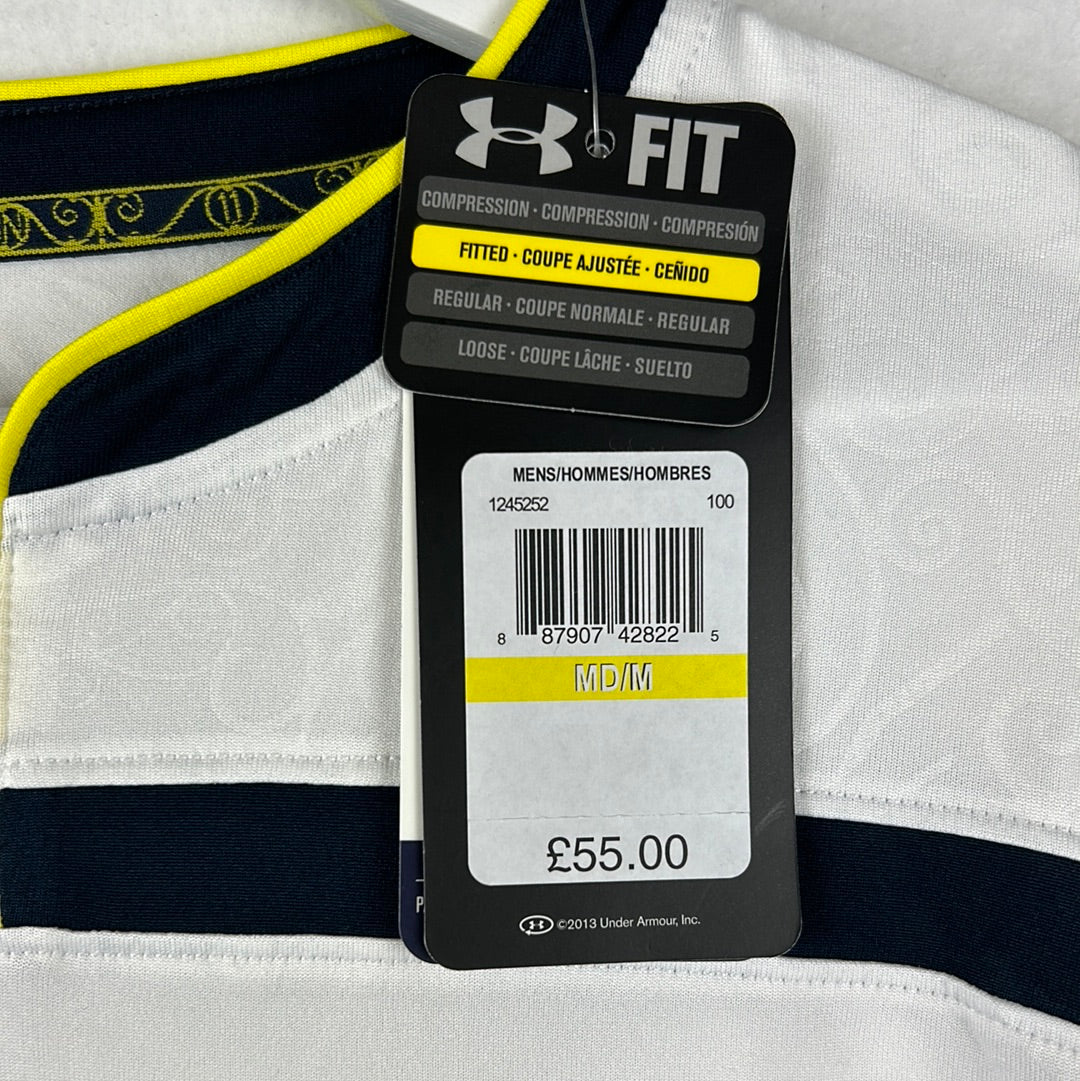 FIT
COMPRESSION · COMPRESSION · COMPRESIÓN
FITTED · COUPE AJUSTÉE · CEÑIDO
REGULAR · COUPE NORMALE · REGULAR
LOOSE · COUPE LÂCHE · SUELTO
11
MENS/HOMMES/HOMBRES
1245252 100
8 87907 42822 5
MD/M
£55.00
©2013 Under Armour, Inc.